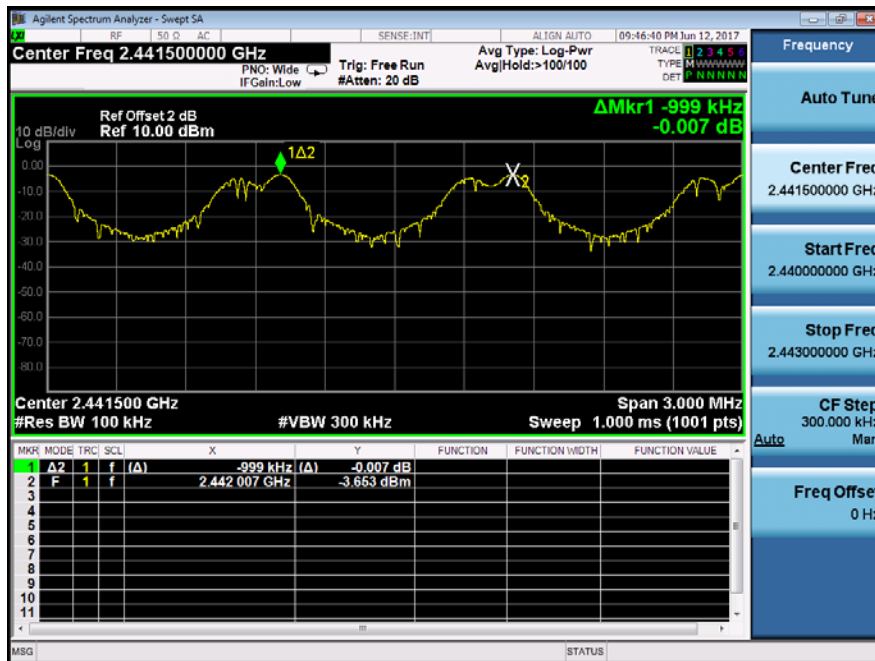 Agilent Spectrum Analyzer - Swept SA
LXI RF 50 Ω AC SENSE:INT ALIGN AUTO 09:46:40 PM Jun 12, 2017
Center Freq 2.441500000 GHz
PNO: Wide
IFGain:Low
Trig: Free Run
#Atten: 20 dB
Avg Type: Log-Pwr
Avg|Hold:>100/100
TRACE 1 2 3 4 5 6
TYPE M W W W W W
DET P N N N N N
ΔMkr1 -999 kHz
-0.007 dB
Ref Offset 2 dB
10 dB/div Ref 10.00 dBm
Log
0.00
-10.0
-20.0
-30.0
-40.0
-50.0
-60.0
-70.0
-80.0
1Δ2
X2
Center 2.441500 GHz Span 3.000 MHz
#Res BW 100 kHz #VBW 300 kHz Sweep 1.000 ms (1001 pts)
MKR MODE TRC SCL X Y FUNCTION FUNCTION WIDTH FUNCTION VALUE
1 Δ2 1 f (Δ) -999 kHz (Δ) -0.007 dB
2 F 1 f 2.442 007 GHz -3.653 dBm
3
4
5
6
7
8
9
10
11
MSG STATUS
Frequency
Auto Tune
Center Freq
2.441500000 GHz
Start Freq
2.440000000 GHz
Stop Freq
2.443000000 GHz
CF Step
300.000 kHz
Auto Man
Freq Offset
0 Hz